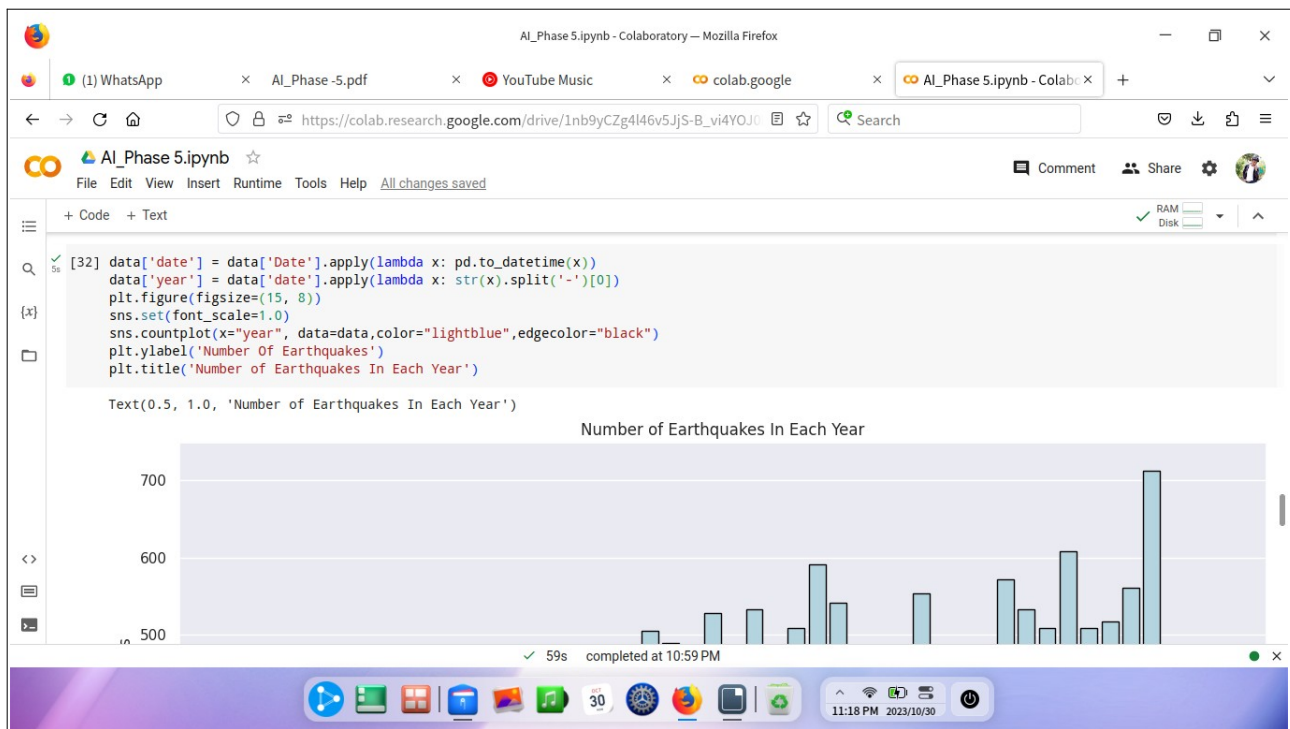 AI_Phase 5.ipynb - Colaboratory — Mozilla Firefox
1 (1) WhatsApp × AI_Phase -5.pdf × YouTube Music × colab.google × AI_Phase 5.ipynb - Colabo × +
https://colab.research.google.com/drive/1nb9yCZg4l46v5JjS-B_vi4YOJ0 Search
AI_Phase 5.ipynb
File Edit View Insert Runtime Tools Help All changes saved
Comment Share
+ Code + Text
RAM
Disk
[32] data['date'] = data['Date'].apply(lambda x: pd.to_datetime(x))
5s
data['year'] = data['date'].apply(lambda x: str(x).split('-')[0])
plt.figure(figsize=(15, 8))
sns.set(font_scale=1.0)
sns.countplot(x="year", data=data,color="lightblue",edgecolor="black")
plt.ylabel('Number Of Earthquakes')
plt.title('Number of Earthquakes In Each Year')
{x}
Text(0.5, 1.0, 'Number of Earthquakes In Each Year')
Number of Earthquakes In Each Year
700
600
500
59s completed at 10:59 PM
OCT
30
11:18 PM 2023/10/30